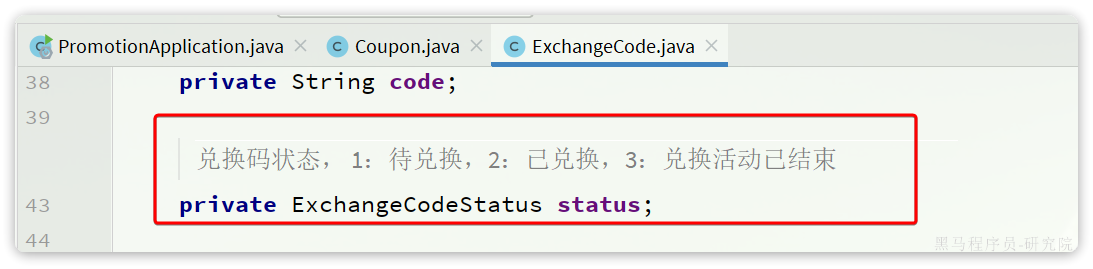 PromotionApplication.java Coupon.java ExchangeCode.java
38 private String code;
39
兑换码状态，1：待兑换，2：已兑换，3：兑换活动已结束
43 private ExchangeCodeStatus status;
44
黑马程序员-研究院